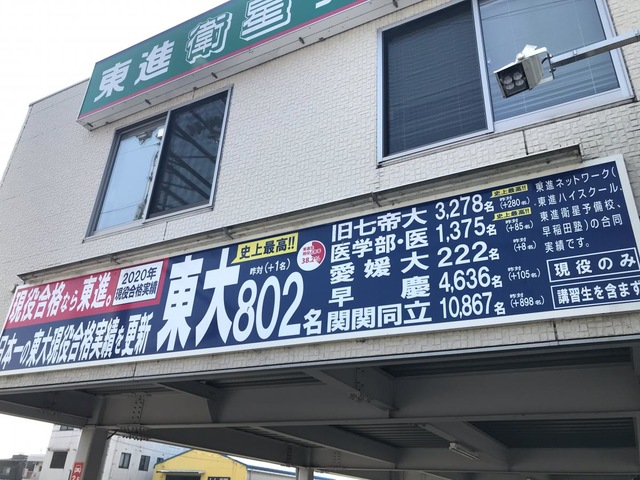 東進衛星予
現役合格なら東進。
2020年
現役合格実績
日本一の東大現役合格実績を更新
史上最高!!
昨対(+1名)
東大802名
旧七帝大 3,278名 史上最高!! 昨対(+280名)
医学部・医 1,375名 史上最高!! 昨対(+85名)
愛媛大 222名 昨対(+8名)
早慶 4,636名 昨対(+105名)
関関同立 10,867名 昨対(+898名)
東進ネットワーク(
東進ハイスクール、
東進衛星予備校、
早稲田塾)の合同
実績です。
現役のみ
講習生を含まず